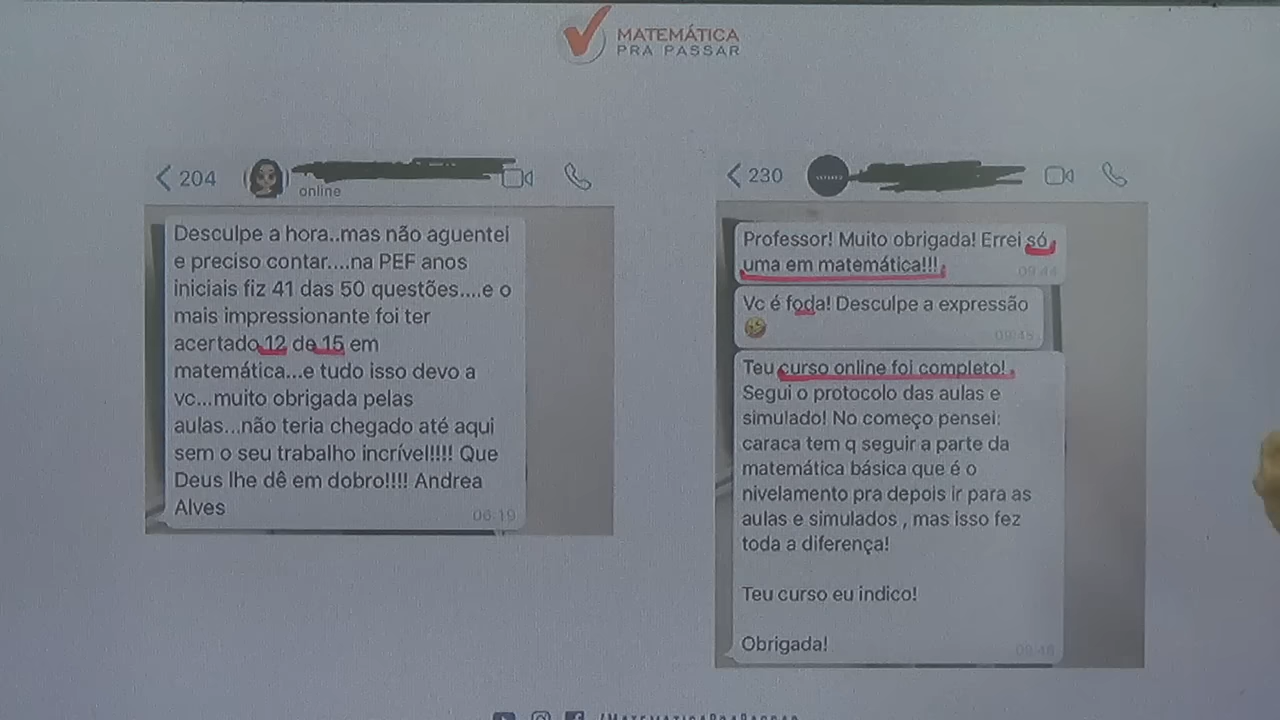 MATEMÁTICA
PRA PASSAR
204
online
Desculpe a hora..mas não aguentei
e preciso contar....na PEF anos
iniciais fiz 41 das 50 questões....e o
mais impressionante foi ter
acertado 12 de 15 em
matemática...e tudo isso devo a
vc...muito obrigada pelas
aulas...não teria chegado até aqui
sem o seu trabalho incrível!!!! Que
Deus lhe dê em dobro!!!! Andrea
Alves
06:19
230
Professor! Muito obrigada! Errei só
uma em matemática!!!
09:44
Vc é foda! Desculpe a expressão
09:45
Teu curso online foi completo!
Segui o protocolo das aulas e
simulado! No começo pensei:
caraca tem q seguir a parte da
matemática básica que é o
nivelamento pra depois ir para as
aulas e simulados , mas isso fez
toda a diferença!
Teu curso eu indico!
Obrigada!
09:46
/MATEMATICAPRAPASSAR